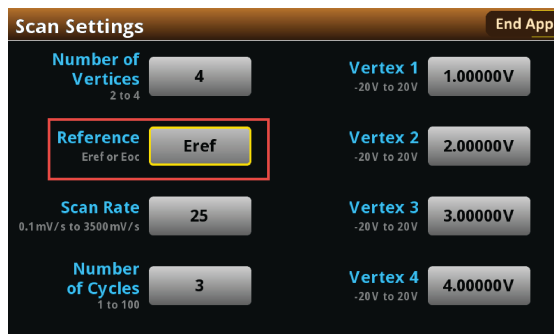 Scan Settings
End App
Number of
Vertices
2 to 4
4
Vertex 1
-20V to 20V
1.00000V
Reference
Eref or Eoc
Eref
Vertex 2
-20V to 20V
2.00000V
Scan Rate
0.1mV/s to 3500mV/s
25
Vertex 3
-20V to 20V
3.00000V
Number
of Cycles
1 to 100
3
Vertex 4
-20V to 20V
4.00000V